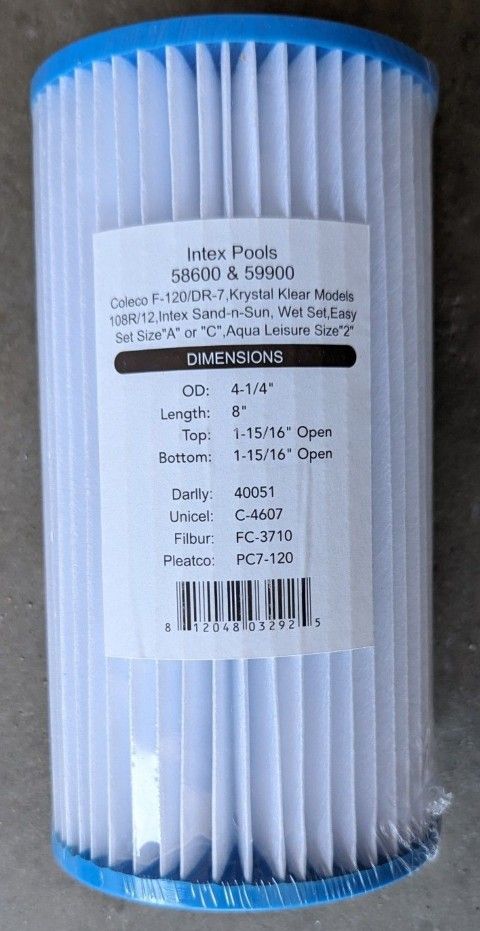 Intex Pools
58600 & 59900
Coleco F-120/DR-7,Krystal Klear Models
108R/12,Intex Sand-n-Sun, Wet Set,Easy
Set Size"A" or "C",Aqua Leisure Size"2"
DIMENSIONS
OD: 4-1/4"
Length: 8"
Top: 1-15/16" Open
Bottom: 1-15/16" Open
Darlly: 40051
Unicel: C-4607
Filbur: FC-3710
Pleatco: PC7-120
8 12048 03292 5